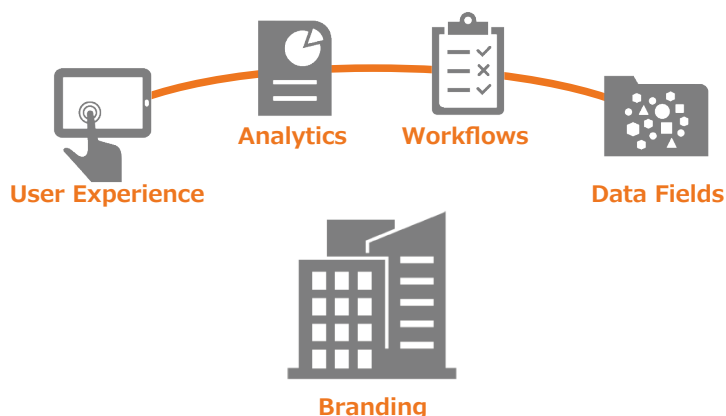 Analytics
Workflows
User Experience
Data Fields
Branding